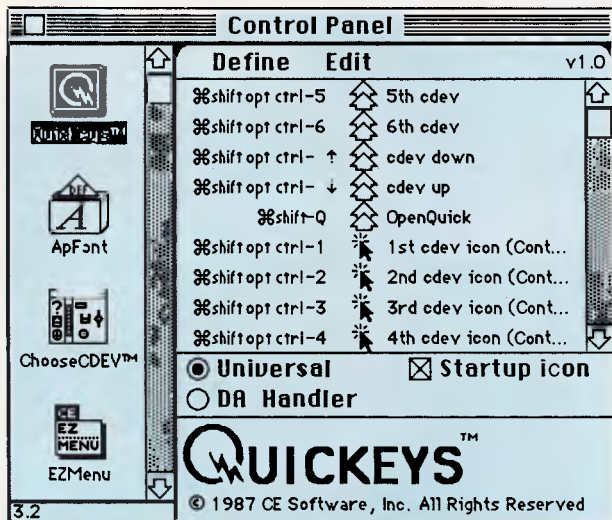 Control Panel
QuicKeys™
ApFont
ChooseCDEV™
CE
EZ
MENU
EZMenu
3.2
Define Edit v1.0
⌘shift opt ctrl-5 5th cdev
⌘shift opt ctrl-6 6th cdev
⌘shift opt ctrl- ↑ cdev down
⌘shift opt ctrl- ↓ cdev up
⌘shift-Q OpenQuick
⌘shift opt ctrl-1 1st cdev icon (Cont...
⌘shift opt ctrl-2 2nd cdev icon (Cont...
⌘shift opt ctrl-3 3rd cdev icon (Cont...
⌘shift opt ctrl-4 4th cdev icon (Cont...
Universal Startup icon
DA Handler
QUICKEYS™
© 1987 CE Software, Inc. All Rights Reserved